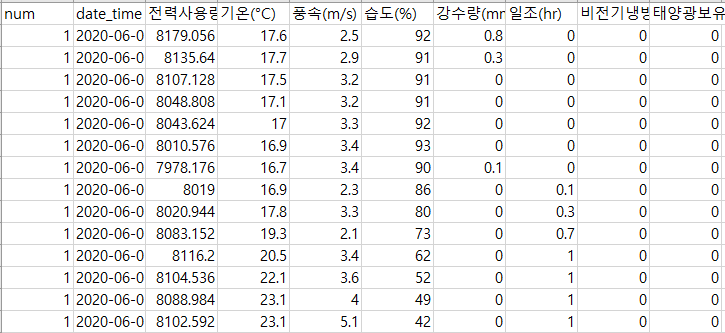 num date_time 전력사용량 기온(°C) 풍속(m/s) 습도(%) 강수량(mm 일조(hr) 비전기냉방 태양광보유
1 2020-06-0 8179.056 17.6 2.5 92 0.8 0 0 0
1 2020-06-0 8135.64 17.7 2.9 91 0.3 0 0 0
1 2020-06-0 8107.128 17.5 3.2 91 0 0 0 0
1 2020-06-0 8048.808 17.1 3.2 91 0 0 0 0
1 2020-06-0 8043.624 17 3.3 92 0 0 0 0
1 2020-06-0 8010.576 16.9 3.4 93 0 0 0 0
1 2020-06-0 7978.176 16.7 3.4 90 0.1 0 0 0
1 2020-06-0 8019 16.9 2.3 86 0 0.1 0 0
1 2020-06-0 8020.944 17.8 3.3 80 0 0.3 0 0
1 2020-06-0 8083.152 19.3 2.1 73 0 0.7 0 0
1 2020-06-0 8116.2 20.5 3.4 62 0 1 0 0
1 2020-06-0 8104.536 22.1 3.6 52 0 1 0 0
1 2020-06-0 8088.984 23.1 4 49 0 1 0 0
1 2020-06-0 8102.592 23.1 5.1 42 0 1 0 0